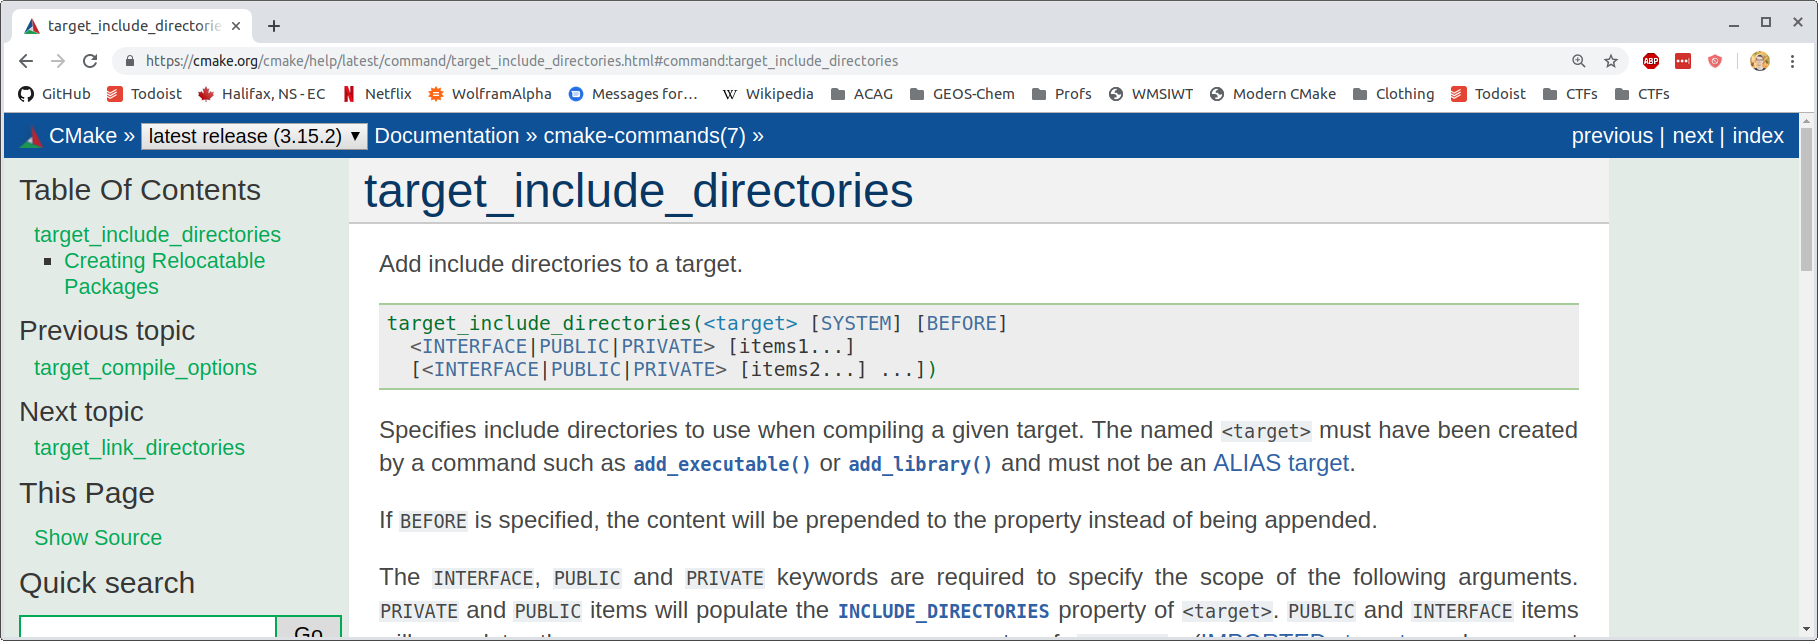 target_include_directorie
https://cmake.org/cmake/help/latest/command/target_include_directories.html#command:target_include_directories
ABP
GitHub Todoist Halifax, NS - EC Netflix WolframAlpha Messages for… Wikipedia ACAG GEOS-Chem Profs WMSIWT Modern CMake Clothing Todoist CTFs CTFs
CMake » latest release (3.15.2) Documentation » cmake-commands(7) » previous | next | index
Table Of Contents
target_include_directories
Creating Relocatable
Packages
Previous topic
target_compile_options
Next topic
target_link_directories
This Page
Show Source
Quick search
Go
target_include_directories
Add include directories to a target.
target_include_directories(<target> [SYSTEM] [BEFORE]
<INTERFACE|PUBLIC|PRIVATE> [items1...]
[<INTERFACE|PUBLIC|PRIVATE> [items2...] ...])
Specifies include directories to use when compiling a given target. The named <target> must have been created
by a command such as add_executable() or add_library() and must not be an ALIAS target.
If BEFORE is specified, the content will be prepended to the property instead of being appended.
The INTERFACE, PUBLIC and PRIVATE keywords are required to specify the scope of the following arguments.
PRIVATE and PUBLIC items will populate the INCLUDE_DIRECTORIES property of <target>. PUBLIC and INTERFACE items